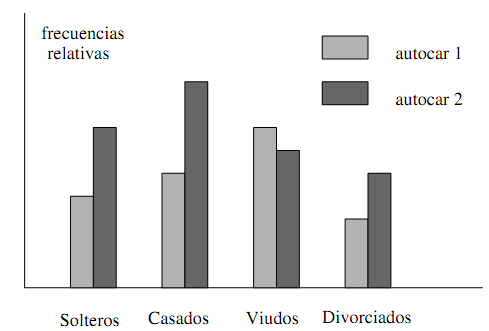 frecuencias
relativas
autocar 1
autocar 2
Solteros
Casados
Viudos
Divorciados